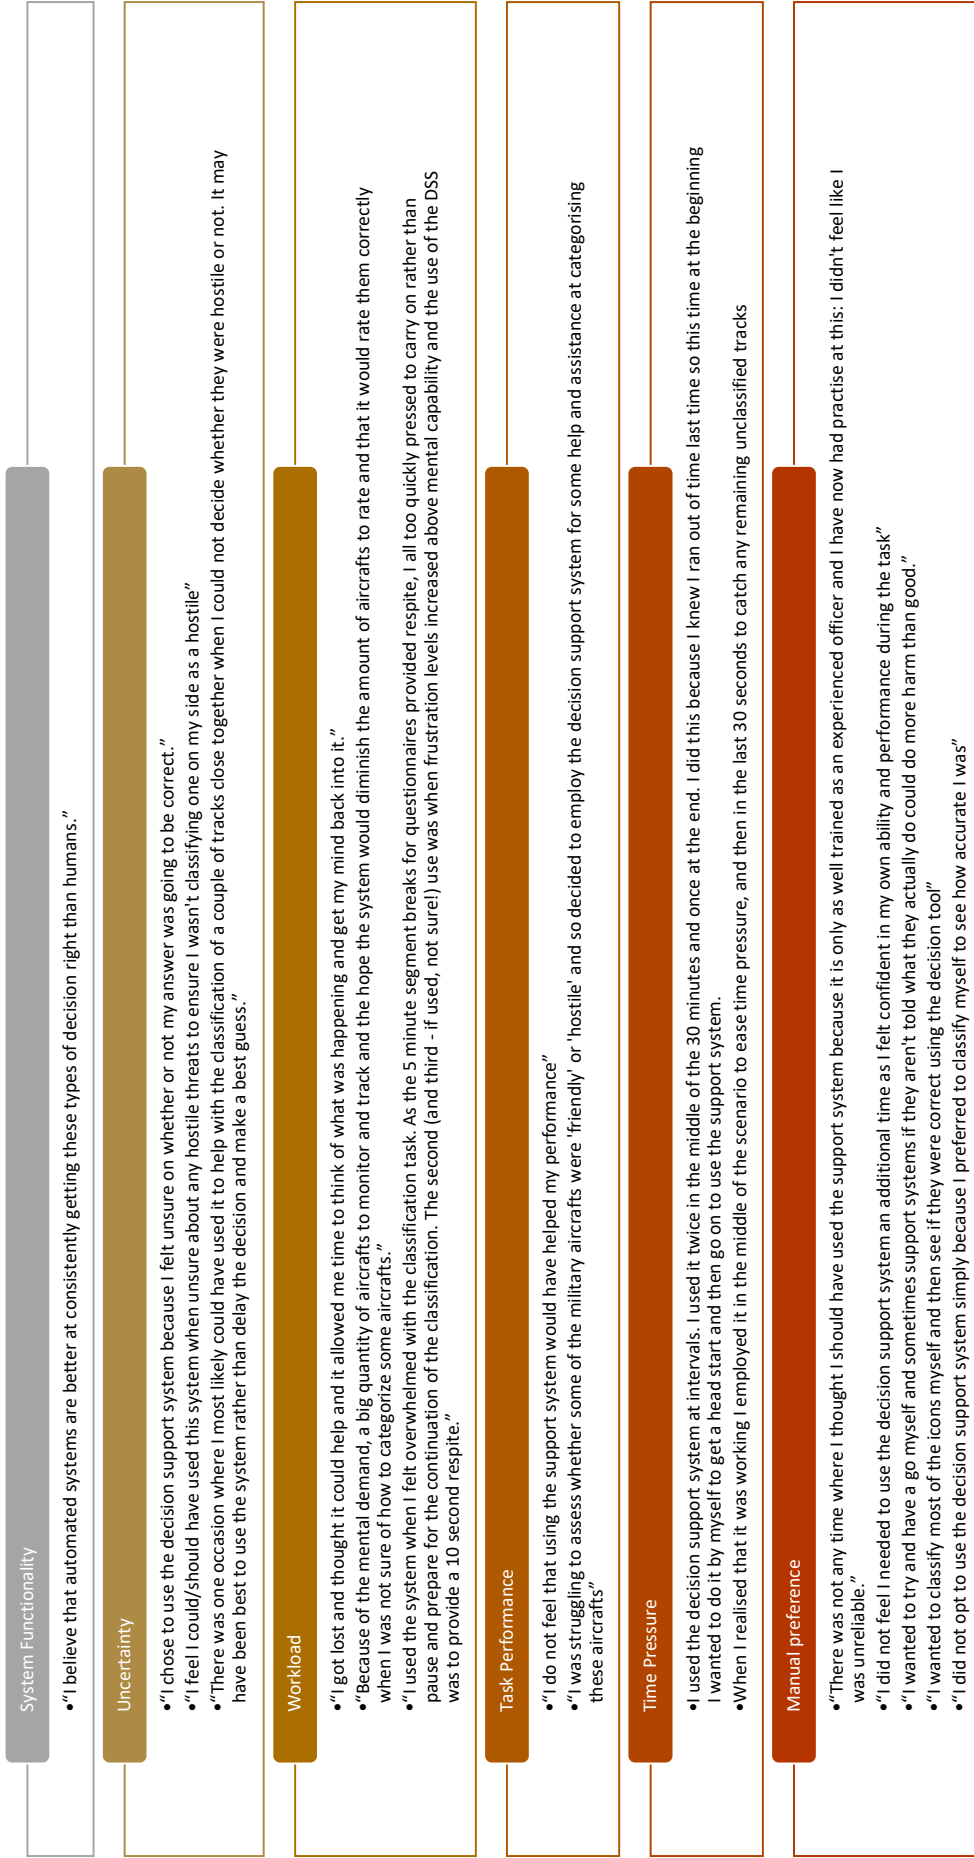 System Functionality
•"I believe that automated systems are better at consistently getting these types of decision right than humans."
Uncertainty
•"I chose to use the decision support system because I felt unsure on whether or not my answer was going to be correct."
•"I feel I could/should have used this system when unsure about any hostile threats to ensure I wasn't classifying one on my side as a hostile"
•"There was one occasion where I most likely could have used it to help with the classification of a couple of tracks close together when I could not decide whether they were hostile or not. It may
have been best to use the system rather than delay the decision and make a best guess."
Workload
•"I got lost and thought it could help and it allowed me time to think of what was happening and get my mind back into it."
•"Because of the mental demand, a big quantity of aircrafts to monitor and track and the hope the system would diminish the amount of aircrafts to rate and that it would rate them correctly
when I was not sure of how to categorize some aircrafts."
•"I used the system when I felt overwhelmed with the classification task. As the 5 minute segment breaks for questionnaires provided respite, I all too quickly pressed to carry on rather than
pause and prepare for the continuation of the classification. The second (and third - if used, not sure!) use was when frustration levels increased above mental capability and the use of the DSS
was to provide a 10 second respite."
Task Performance
•"I do not feel that using the support system would have helped my performance"
•"I was struggling to assess whether some of the military aircrafts were 'friendly' or 'hostile' and so decided to employ the decision support system for some help and assistance at categorising
these aircrafts"
Time Pressure
•I used the decision support system at intervals. I used it twice in the middle of the 30 minutes and once at the end. I did this because I knew I ran out of time last time so this time at the beginning
I wanted to do it by myself to get a head start and then go on to use the support system.
•When I realised that it was working I employed it in the middle of the scenario to ease time pressure, and then in the last 30 seconds to catch any remaining unclassified tracks
Manual preference
•"There was not any time where I thought I should have used the support system because it is only as well trained as an experienced officer and I have now had practise at this: I didn't feel like I
was unreliable."
•"I did not feel I needed to use the decision support system an additional time as I felt confident in my own ability and performance during the task"
•"I wanted to try and have a go myself and sometimes support systems if they aren't told what they actually do could do more harm than good."
•"I wanted to classify most of the icons myself and then see if they were correct using the decision tool"
•"I did not opt to use the decision support system simply because I preferred to classify myself to see how accurate I was"